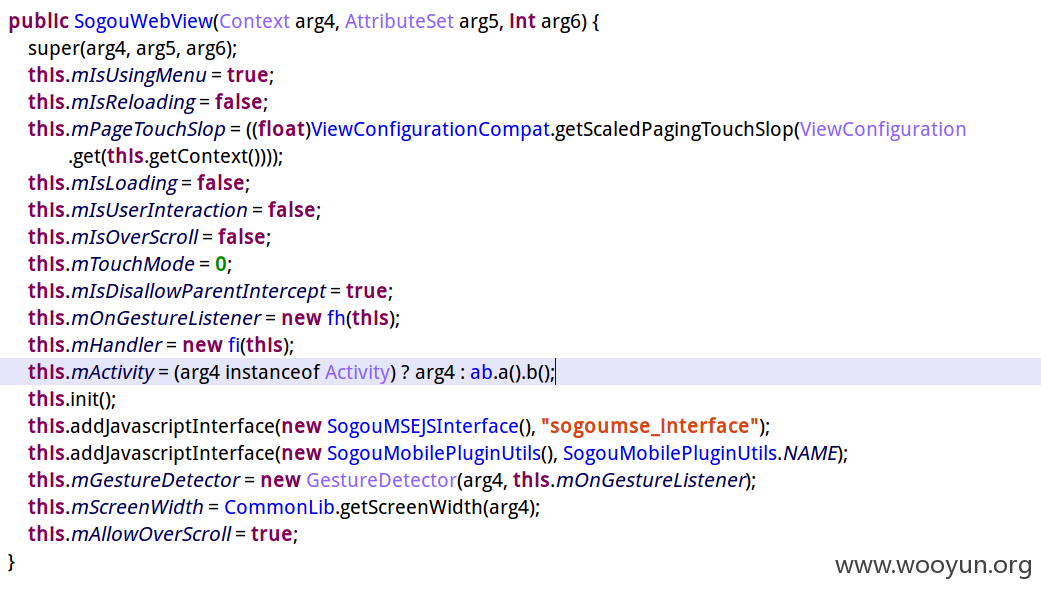 public SogouWebView(Context arg4, AttributeSet arg5, int arg6) {
super(arg4, arg5, arg6);
this.mIsUsingMenu = true;
this.mIsReloading = false;
this.mPageTouchSlop = ((float)ViewConfigurationCompat.getScaledPagingTouchSlop(ViewConfiguration
.get(this.getContext())));
this.mIsLoading = false;
this.mIsUserInteraction = false;
this.mIsOverScroll = false;
this.mTouchMode = 0;
this.mIsDisallowParentIntercept = true;
this.mOnGestureListener = new fh(this);
this.mHandler = new fi(this);
this.mActivity = (arg4 instanceof Activity) ? arg4 : ab.a().b();
this.init();
this.addJavascriptInterface(new SogouMSEJSInterface(), "sogoumse_interface");
this.addJavascriptInterface(new SogouMobilePluginUtils(), SogouMobilePluginUtils.NAME);
this.mGestureDetector = new GestureDetector(arg4, this.mOnGestureListener);
this.mScreenWidth = CommonLib.getScreenWidth(arg4);
this.mAllowOverScroll = true;
}
www.wooyun.org